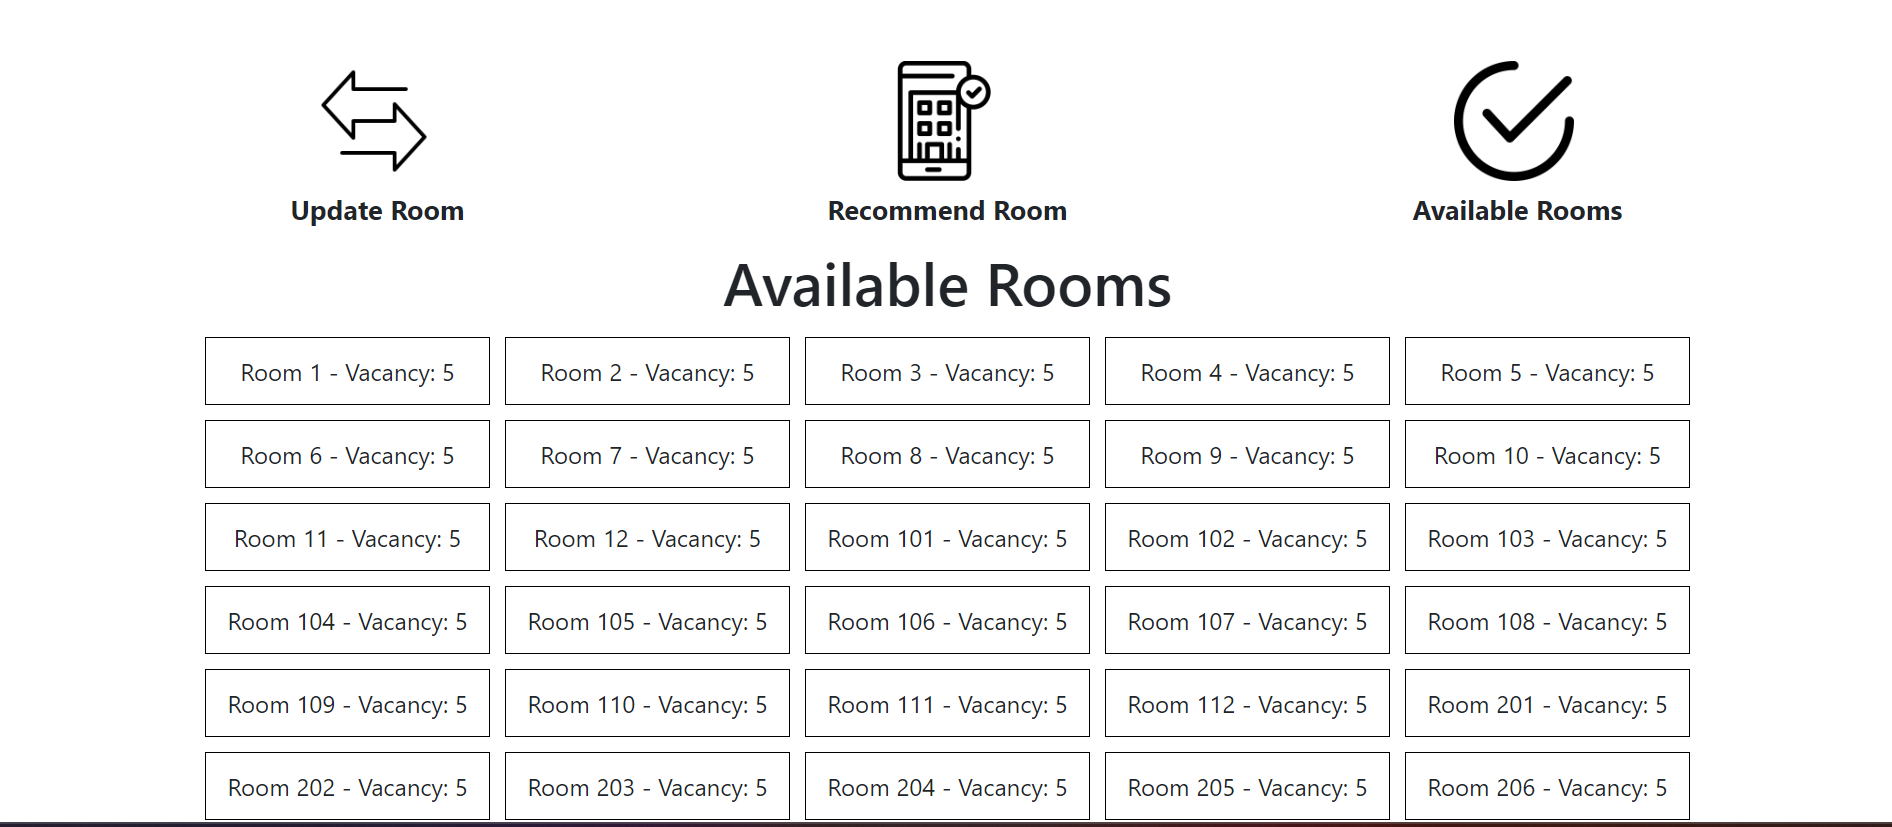 Update Room
Recommend Room
Available Rooms
Available Rooms
Room 1 - Vacancy: 5
Room 2 - Vacancy: 5
Room 3 - Vacancy: 5
Room 4 - Vacancy: 5
Room 5 - Vacancy: 5
Room 6 - Vacancy: 5
Room 7 - Vacancy: 5
Room 8 - Vacancy: 5
Room 9 - Vacancy: 5
Room 10 - Vacancy: 5
Room 11 - Vacancy: 5
Room 12 - Vacancy: 5
Room 101 - Vacancy: 5
Room 102 - Vacancy: 5
Room 103 - Vacancy: 5
Room 104 - Vacancy: 5
Room 105 - Vacancy: 5
Room 106 - Vacancy: 5
Room 107 - Vacancy: 5
Room 108 - Vacancy: 5
Room 109 - Vacancy: 5
Room 110 - Vacancy: 5
Room 111 - Vacancy: 5
Room 112 - Vacancy: 5
Room 201 - Vacancy: 5
Room 202 - Vacancy: 5
Room 203 - Vacancy: 5
Room 204 - Vacancy: 5
Room 205 - Vacancy: 5
Room 206 - Vacancy: 5